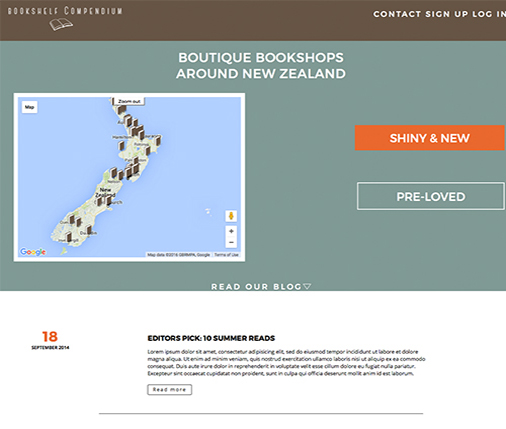 BOOKSHELF COMPENDIUM
CONTACT SIGN UP LOG IN
BOUTIQUE BOOKSHOPS
AROUND NEW ZEALAND
Map
Zoom out
New
Zealand
Google
Map data ©2016 GBRMPA, Google
Terms of Use
SHINY & NEW
PRE-LOVED
READ OUR BLOG
18
SEPTEMBER 2014
EDITORS PICK: 10 SUMMER READS
Lorem ipsum dolor sit amet, consectetur adipisicing elit, sed do eiusmod tempor incididunt ut labore et dolore
magna aliqua. Ut enim ad minim veniam, quis nostrud exercitation ullamco laboris nisi ut aliquip ex ea commodo
consequat. Duis aute irure dolor in reprehenderit in voluptate velit esse cillum dolore eu fugiat nulla pariatur.
Excepteur sint occaecat cupidatat non proident, sunt in culpa qui officia deserunt mollit anim id est laborum.
Read more